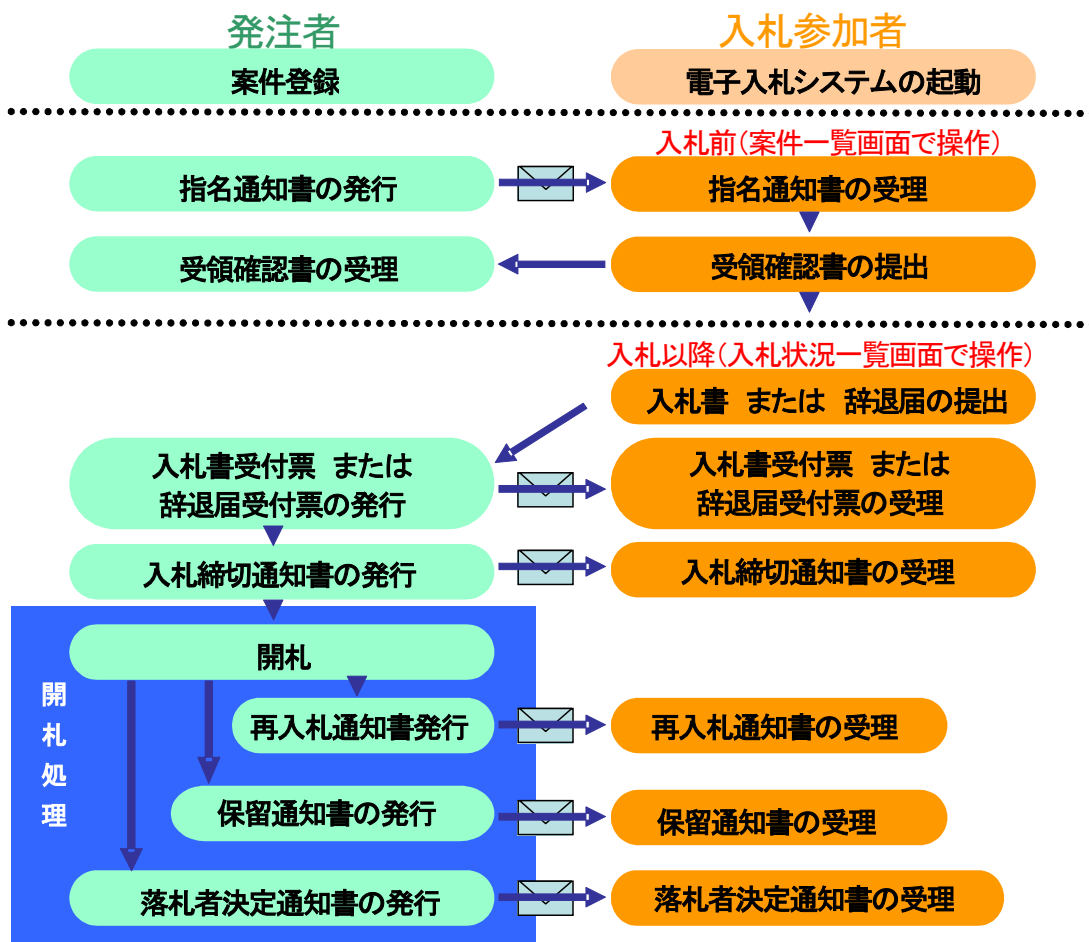 発注者
入札参加者
案件登録
電子入札システムの起動
入札前（案件一覧画面で操作）
指名通知書の発行
指名通知書の受理
受領確認書の受理
受領確認書の提出
入札以降（入札状況一覧画面で操作）
入札書　または　辞退届の提出
入札書受付票　または
辞退届受付票の発行
入札書受付票　または
辞退届受付票の受理
入札締切通知書の発行
入札締切通知書の受理
開札処理
開札
再入札通知書発行
再入札通知書の受理
保留通知書の発行
保留通知書の受理
落札者決定通知書の発行
落札者決定通知書の受理